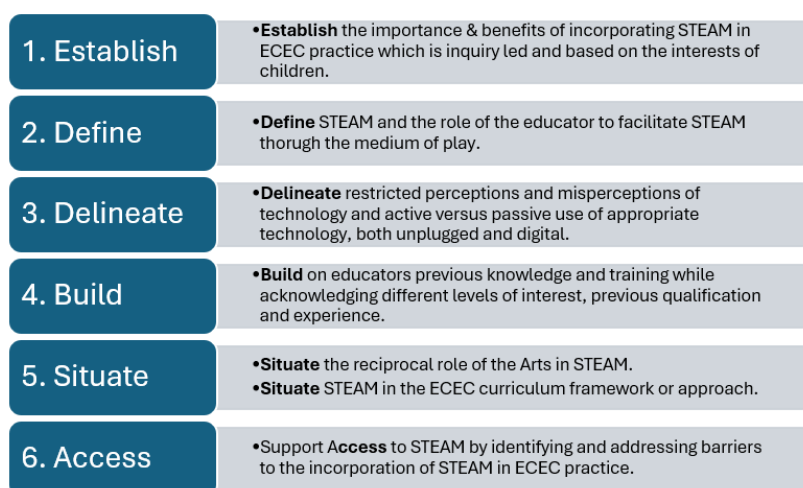 1. Establish
•Establish the importance & benefits of incorporating STEAM in
ECEC practice which is inquiry led and based on the interests of
children.
2. Define
•Define STEAM and the role of the educator to facilitate STEAM
thorugh the medium of play.
3. Delineate
•Delineate restricted perceptions and misperceptions of
technology and active versus passive use of appropriate
technology, both unplugged and digital.
4. Build
•Build on educators previous knowledge and training while
acknowledging different levels of interest, previous qualification
and experience.
5. Situate
•Situate the reciprocal role of the Arts in STEAM.
•Situate STEAM in the ECEC curriculum framework or approach.
6. Access
•Support Access to STEAM by identifying and addressing barriers
to the incorporation of STEAM in ECEC practice.